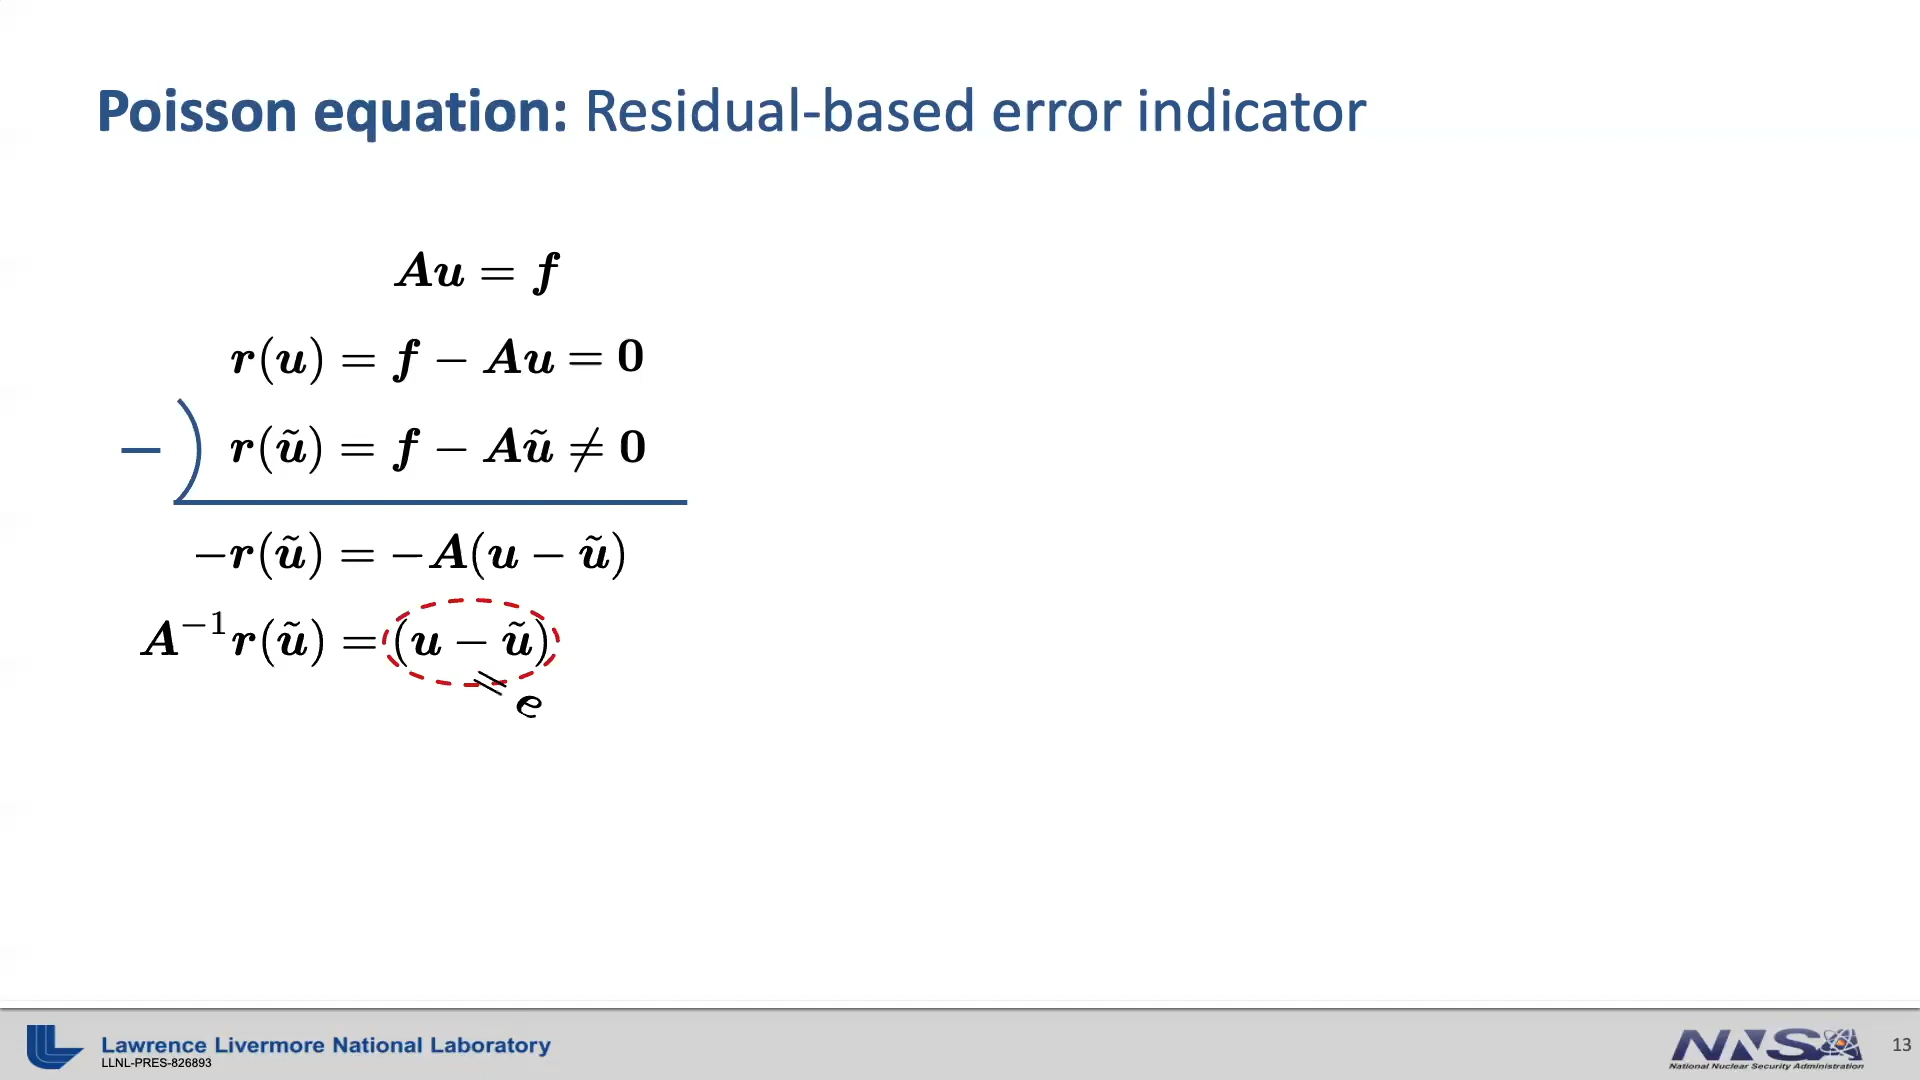 Poisson equation: Residual-based error indicator
Au = f
r(u) = f − Au = 0
− ) r(ũ) = f − Aũ ≠ 0
−r(ũ) = −A(u − ũ)
A⁻¹r(ũ) = (u − ũ)
= e
Lawrence Livermore National Laboratory
LLNL-PRES-826893
NNSA
National Nuclear Security Administration
13